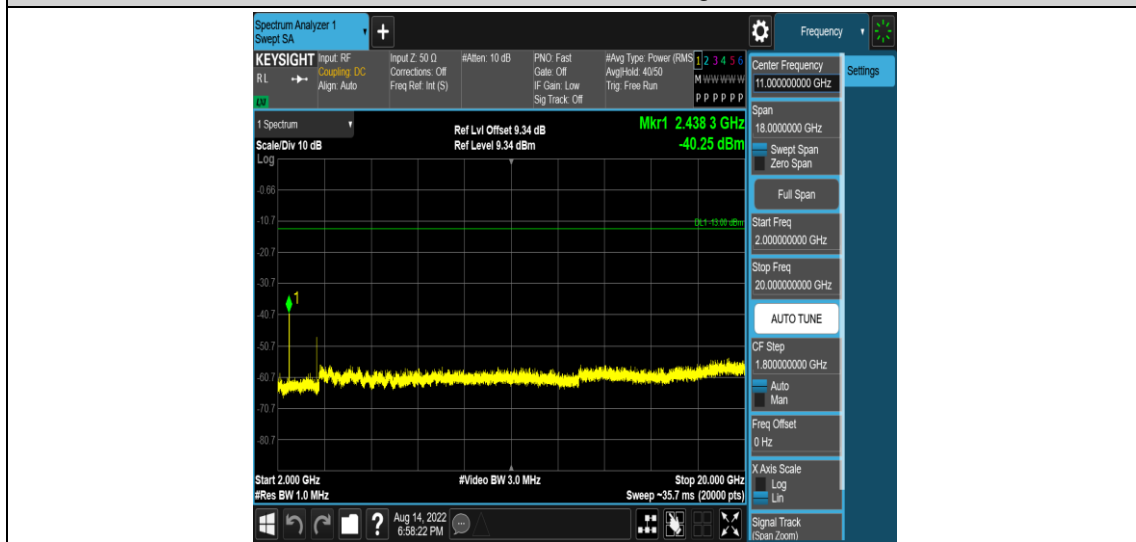 Spectrum Analyzer 1
Swept SA
+
Frequency
KEYSIGHT
RL
LXI
Input: RF
Coupling: DC
Align: Auto
Input Z: 50 Ω
Corrections: Off
Freq Ref: Int (S)
#Atten: 10 dB
PNO: Fast
Gate: Off
IF Gain: Low
Sig Track: Off
#Avg Type: Power (RMS
Avg|Hold: 40/50
Trig: Free Run
1 2 3 4 5 6
M W W W W W
P P P P P P
1 Spectrum
Scale/Div 10 dB
Ref Lvl Offset 9.34 dB
Ref Level 9.34 dBm
Mkr1 2.438 3 GHz
-40.25 dBm
Log
-0.66
-10.7
DL1 -13.00 dBm
-20.7
-30.7
1
-40.7
-50.7
-60.7
-70.7
-80.7
Start 2.000 GHz
#Res BW 1.0 MHz
#Video BW 3.0 MHz
Stop 20.000 GHz
Sweep ~35.7 ms (20000 pts)
?
Aug 14, 2022
6:58:22 PM
Center Frequency
11.000000000 GHz
Settings
Span
18.0000000 GHz
Swept Span
Zero Span
Full Span
Start Freq
2.000000000 GHz
Stop Freq
20.000000000 GHz
AUTO TUNE
CF Step
1.800000000 GHz
Auto
Man
Freq Offset
0 Hz
X Axis Scale
Log
Lin
Signal Track
(Span Zoom)